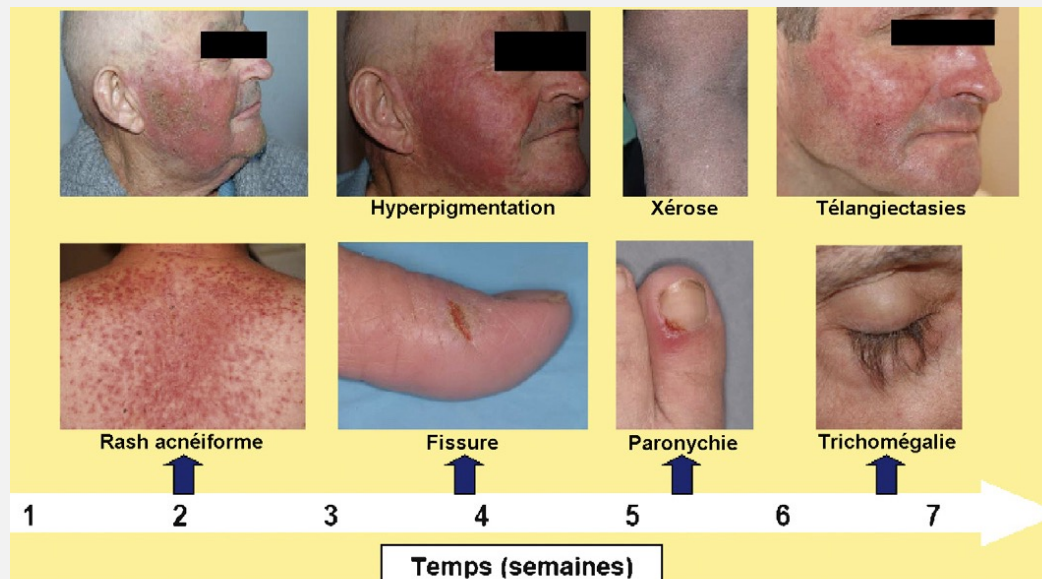 Hyperpigmentation Xérose Télangiectasies
Rash acnéiforme Fissure Paronychie Trichomégalie
1 2 3 4 5 6 7
Temps (semaines)